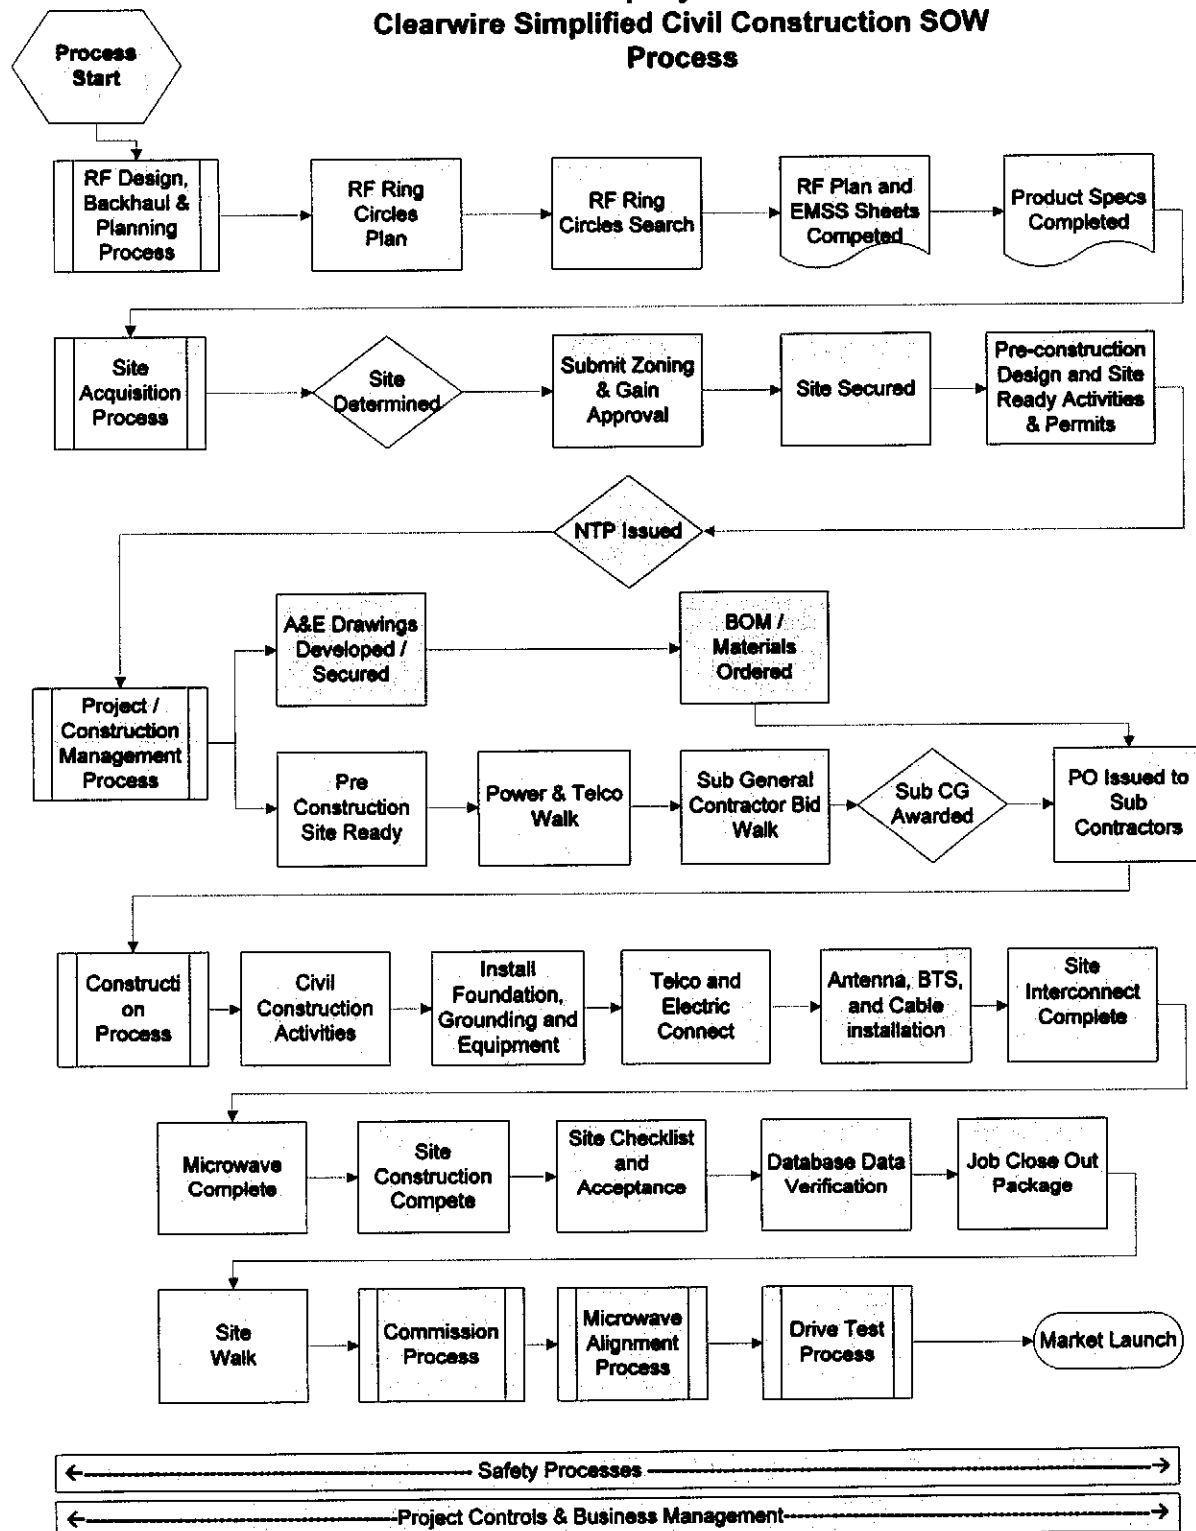 Clearwire Simplified Civil Construction SOW
Process
Process
Start
RF Design,
Backhaul &
Planning
Process
RF Ring
Circles
Plan
RF Ring
Circles Search
RF Plan and
EMSS Sheets
Competed
Product Specs
Completed
Site
Acquisition
Process
Site
Determined
Submit Zoning
& Gain
Approval
Site Secured
Pre-construction
Design and Site
Ready Activities
& Permits
NTP Issued
A&E Drawings
Developed /
Secured
BOM /
Materials
Ordered
Project /
Construction
Management
Process
Pre
Construction
Site Ready
Power & Telco
Walk
Sub General
Contractor Bid
Walk
Sub CG
Awarded
PO Issued to
Sub
Contractors
Constructi
on
Process
Civil
Construction
Activities
Install
Foundation,
Grounding and
Equipment
Telco and
Electric
Connect
Antenna, BTS,
and Cable
installation
Site
Interconnect
Complete
Microwave
Complete
Site
Construction
Compete
Site Checklist
and
Acceptance
Database Data
Verification
Job Close Out
Package
Site
Walk
Commission
Process
Microwave
Alignment
Process
Drive Test
Process
Market Launch
Safety Processes
Project Controls & Business Management